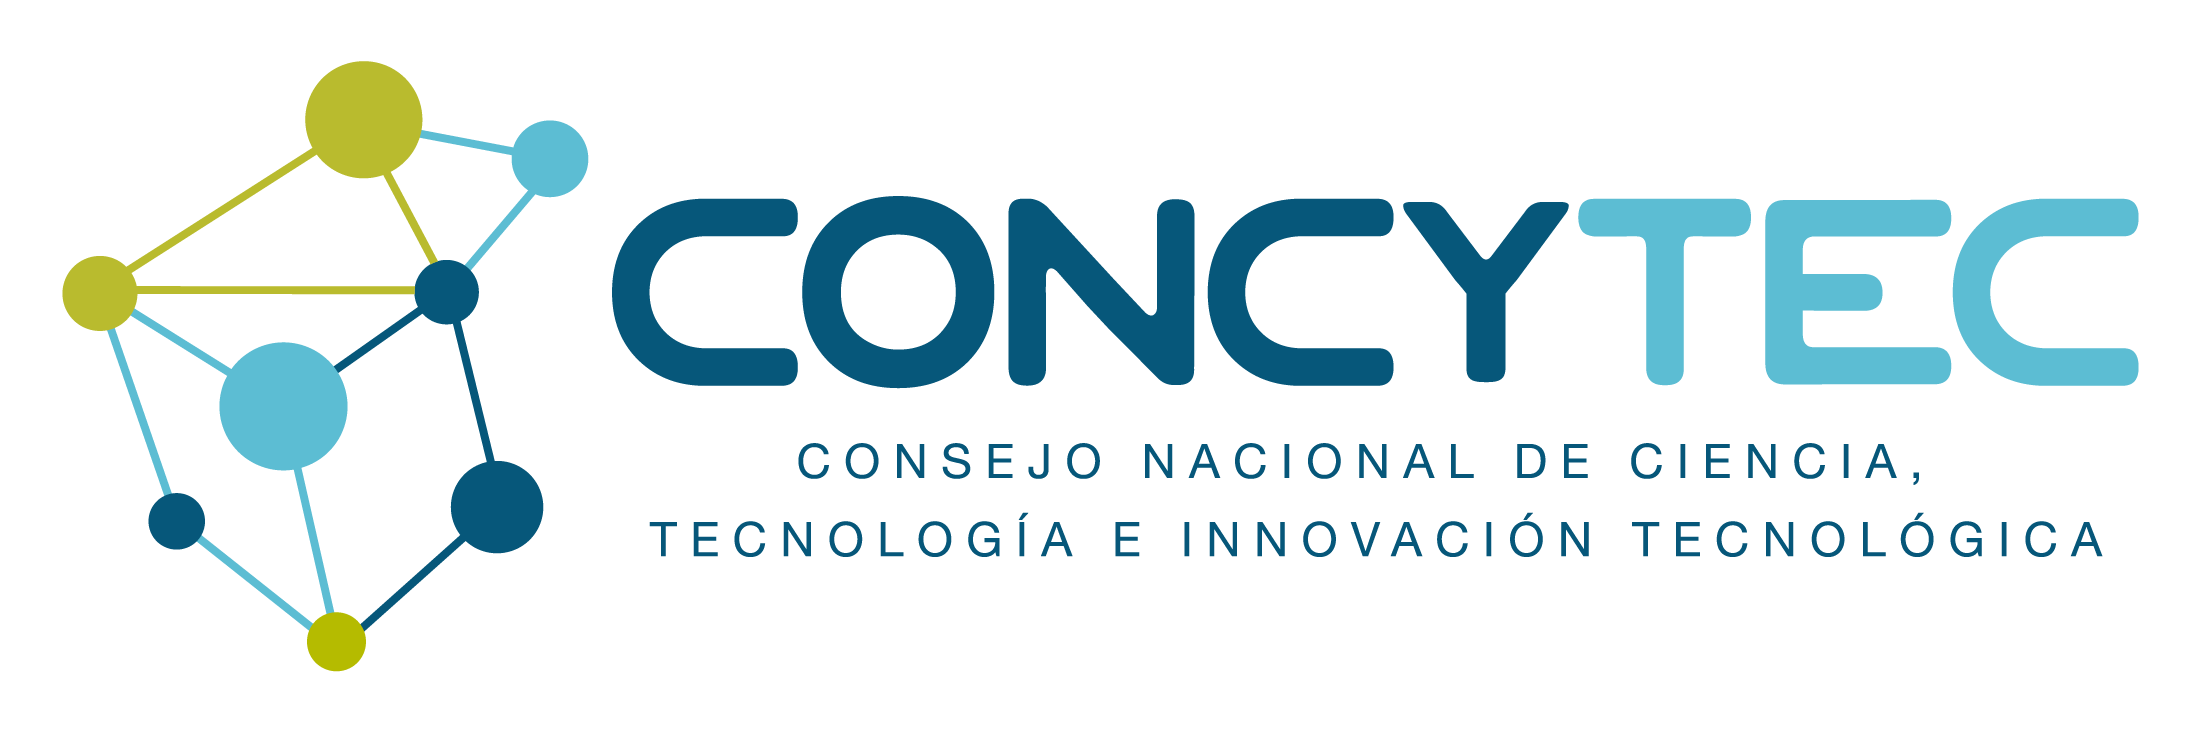 CONCYTEC
CONSEJO NACIONAL DE CIENCIA,
TECNOLOGÍA E INNOVACIÓN TECNOLÓGICA